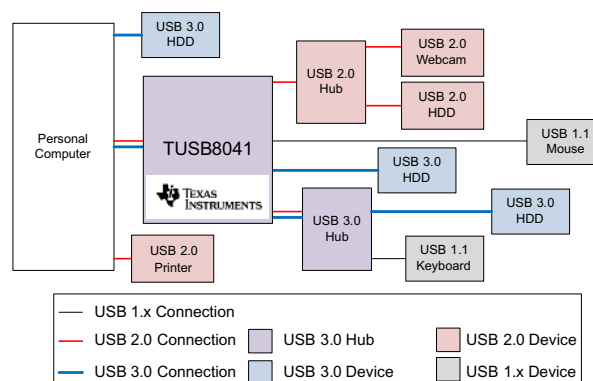 USB 3.0
HDD
USB 2.0
Hub
USB 2.0
Webcam
USB 2.0
HDD
Personal
Computer
TUSB8041
TEXAS
INSTRUMENTS
USB 1.1
Mouse
USB 3.0
HDD
USB 3.0
Hub
USB 3.0
HDD
USB 2.0
Printer
USB 1.1
Keyboard
USB 1.x Connection
USB 2.0 Connection
USB 3.0 Hub
USB 2.0 Device
USB 3.0 Connection
USB 3.0 Device
USB 1.x Device